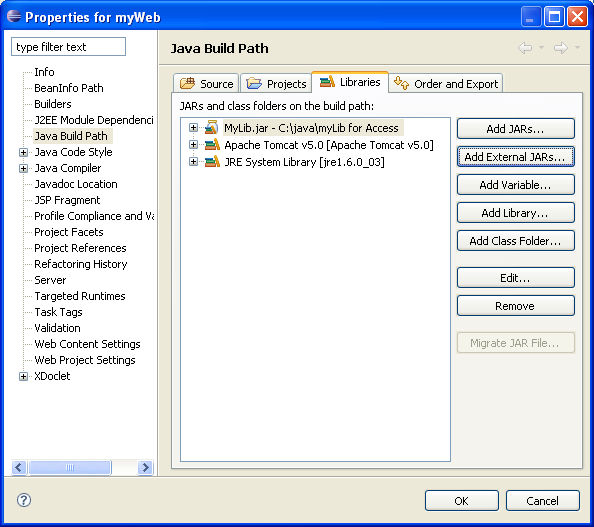 Properties for myWeb
type filter text
Info
BeanInfo Path
Builders
J2EE Module Dependenci
Java Build Path
Java Code Style
Java Compiler
Javadoc Location
JSP Fragment
Profile Compliance and Va
Project Facets
Project References
Refactoring History
Server
Targeted Runtimes
Task Tags
Validation
Web Content Settings
Web Project Settings
XDoclet
Java Build Path
Source Projects Libraries Order and Export
JARs and class folders on the build path:
MyLib.jar - C:\java\myLib for Access
Apache Tomcat v5.0 [Apache Tomcat v5.0]
JRE System Library [jre1.6.0_03]
Add JARs...
Add External JARs...
Add Variable...
Add Library...
Add Class Folder...
Edit...
Remove
Migrate JAR File...
?
OK Cancel